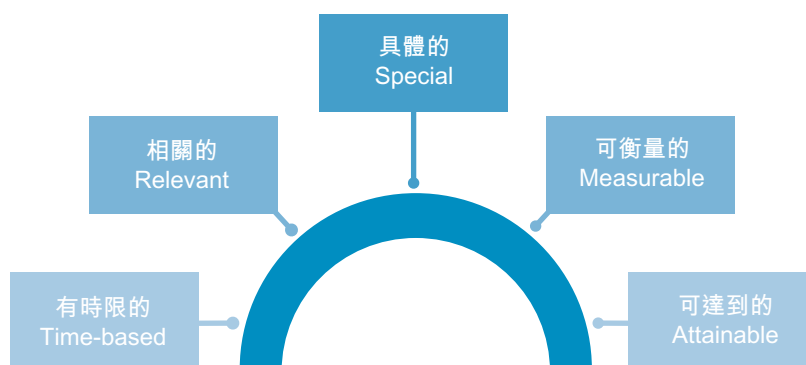 具體的
Special
相關的
Relevant
可衡量的
Measurable
有時限的
Time-based
可達到的
Attainable